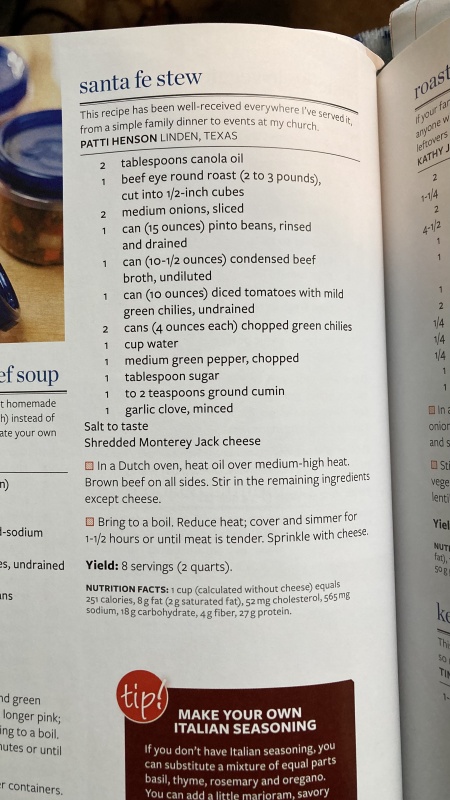 santa fe stew
This recipe has been well-received everywhere I've served it,
from a simple family dinner to events at my church.
PATTI HENSON LINDEN, TEXAS
2 tablespoons canola oil
1 beef eye round roast (2 to 3 pounds),
cut into 1/2-inch cubes
2 medium onions, sliced
1 can (15 ounces) pinto beans, rinsed
and drained
1 can (10-1/2 ounces) condensed beef
broth, undiluted
1 can (10 ounces) diced tomatoes with mild
green chilies, undrained
2 cans (4 ounces each) chopped green chilies
1 cup water
1 medium green pepper, chopped
1 tablespoon sugar
1 to 2 teaspoons ground cumin
1 garlic clove, minced
Salt to taste
Shredded Monterey Jack cheese
In a Dutch oven, heat oil over medium-high heat.
Brown beef on all sides. Stir in the remaining ingredients
except cheese.
Bring to a boil. Reduce heat; cover and simmer for
1-1/2 hours or until meat is tender. Sprinkle with cheese.
Yield: 8 servings (2 quarts).
NUTRITION FACTS: 1 cup (calculated without cheese) equals
251 calories, 8 g fat (2 g saturated fat), 52 mg cholesterol, 565 mg
sodium, 18 g carbohydrate, 4 g fiber, 27 g protein.
tip!
MAKE YOUR OWN
ITALIAN SEASONING
If you don't have Italian seasoning, you
can substitute a mixture of equal parts
basil, thyme, rosemary and oregano.
You can add a little marjoram, savory
ef soup
t homemade
h) instead of
ate your own
n)
d-sodium
es, undrained
ans
nd green
longer pink;
ing to a boil.
nutes or until
er containers.
roast
If your far
anyone w
leftovers
KATHY J
2
1-1/4
2
4-1/2
1
1
1
2
1/4
1/4
1/4
1
1
In a
onior
and s
Sti
vege
lenti
Yiel
NUT
fat),
50 g
ke
Thi
so
TIN
1-